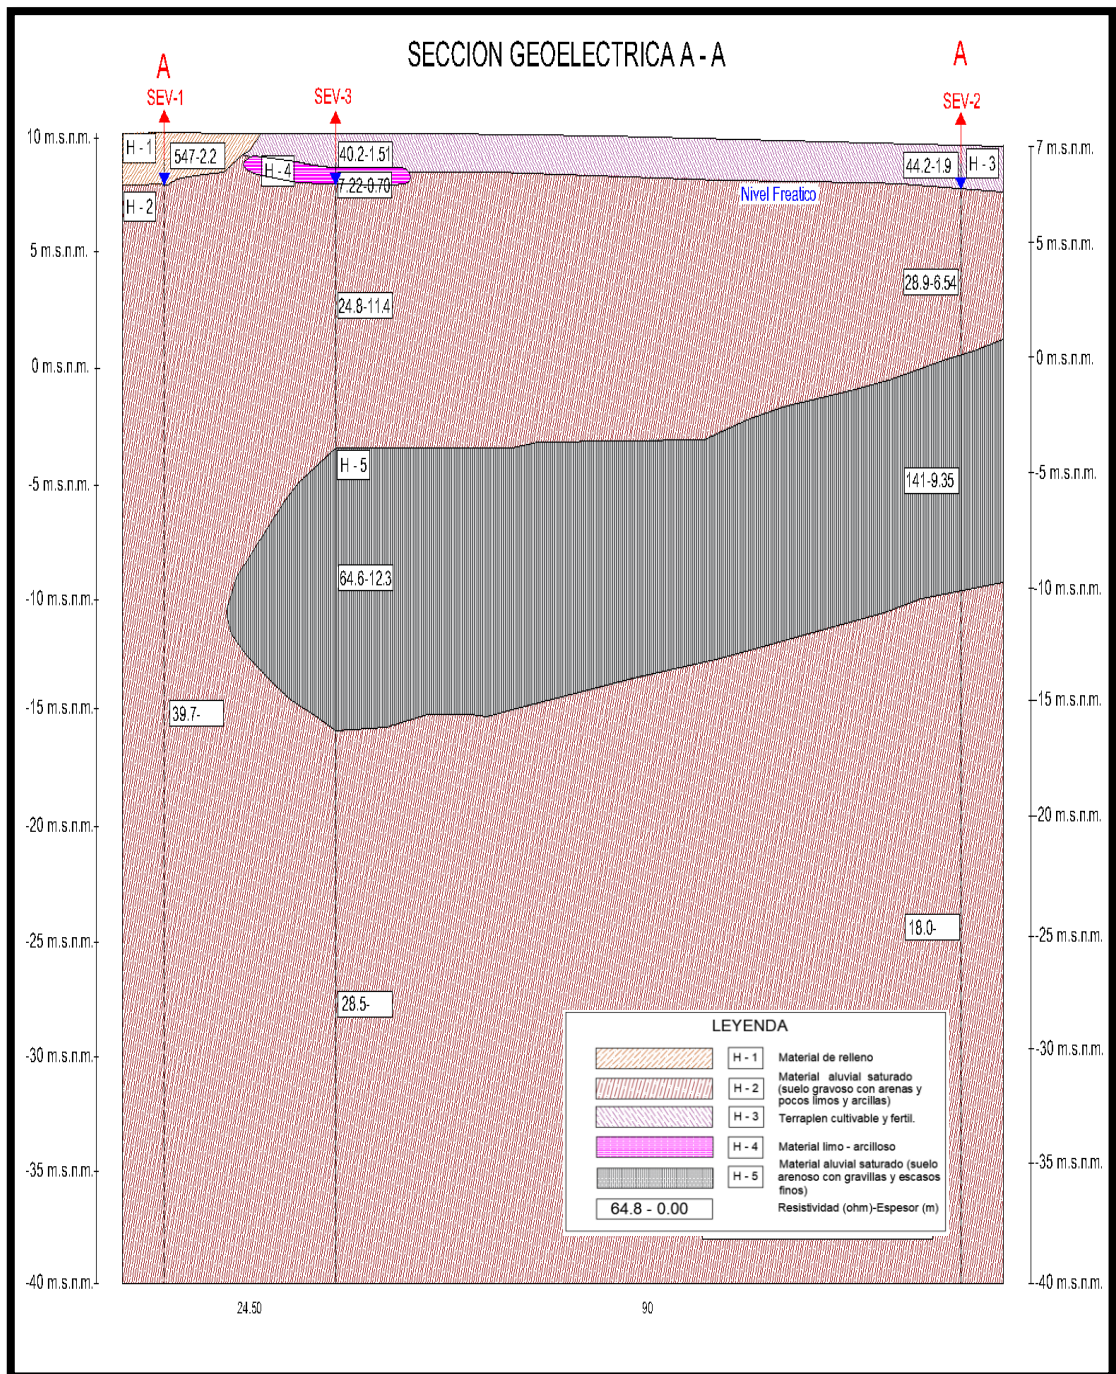 SECCION GEOELECTRICA A - A
A
A
SEV-1
SEV-3
SEV-2
10 m.s.n.m.
7 m.s.n.m.
H - 1
547-2.2
40.2-1.51
44.2-1.9
H - 3
H - 4
7.22-0.70
H - 2
Nivel Freatico
5 m.s.n.m.
5 m.s.n.m.
28.9-6.54
24.8-11.4
0 m.s.n.m.
0 m.s.n.m.
H - 5
-5 m.s.n.m.
-5 m.s.n.m.
141-9.35
64.6-12.3
-10 m.s.n.m.
-10 m.s.n.m.
-15 m.s.n.m.
-15 m.s.n.m.
39.7-
-20 m.s.n.m.
-20 m.s.n.m.
18.0-
-25 m.s.n.m.
-25 m.s.n.m.
28.5-
-30 m.s.n.m.
-30 m.s.n.m.
-35 m.s.n.m.
-35 m.s.n.m.
-40 m.s.n.m.
-40 m.s.n.m.
LEYENDA
H - 1 Material de relleno
H - 2 Material aluvial saturado
(suelo gravoso con arenas y
pocos limos y arcillas)
H - 3 Terraplen cultivable y fertil.
H - 4 Material limo - arcilloso
H - 5 Material aluvial saturado (suelo
arenoso con gravillas y escasos
finos)
64.8 - 0.00 Resistividad (ohm)-Espesor (m)
24.50
90